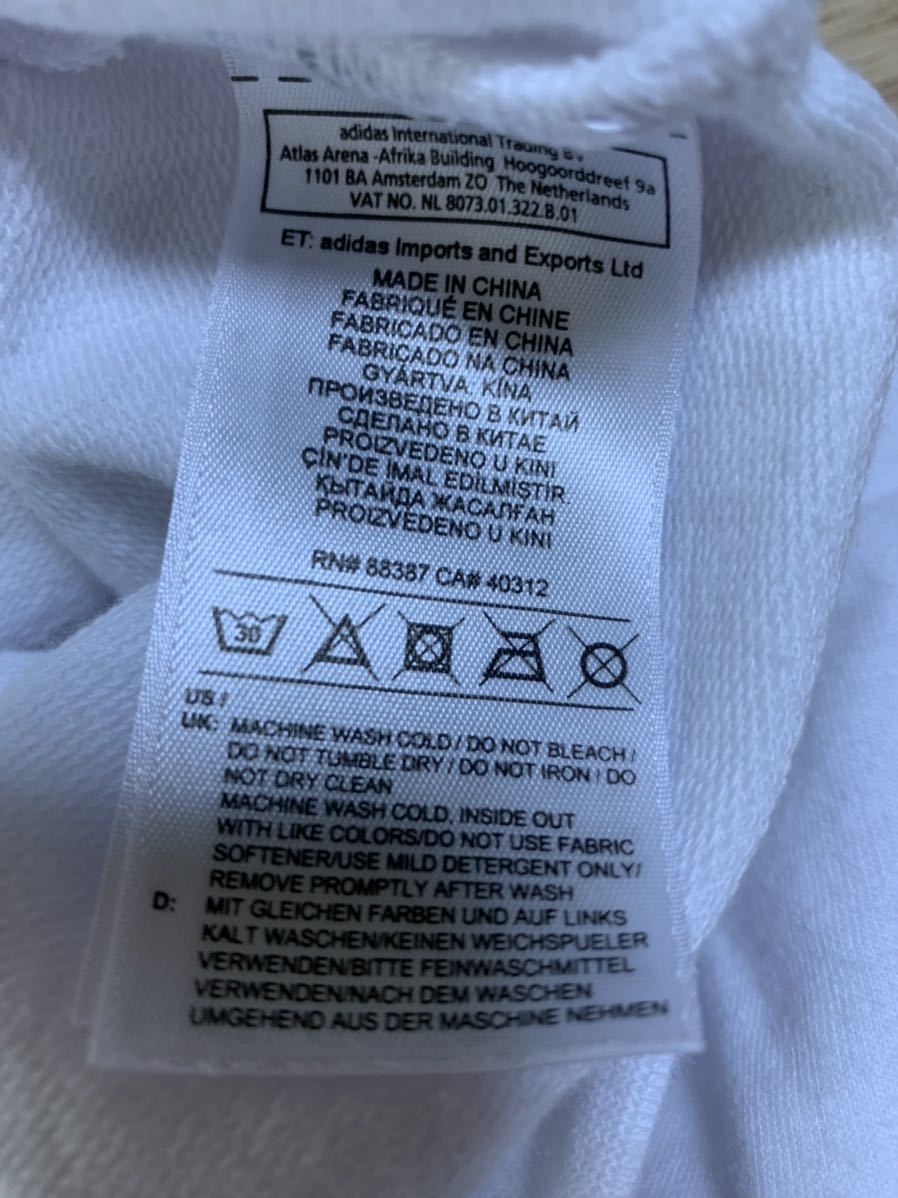 adidas International Trading BV
Atlas Arena -Afrika Building Hoogoorddreef 9a
1101 BA Amsterdam ZO The Netherlands
VAT NO. NL 8073.01.322.B.01
ET: adidas Imports and Exports Ltd
MADE IN CHINA
FABRIQUÉ EN CHINE
FABRICADO EN CHINA
FABRICADO NA CHINA
GYÁRTVA. KÍNA
ПРОИЗВЕДЕНО В КИТАЙ
СДЕЛАНО В КИТАЕ
PROIZVEDENO U KINI
ÇİN'DE İMAL EDİLMİŞTİR
ҚЫТАЙДА ЖАСАЛҒАН
PROIZVEDENO U KINI
RN# 88387 CA# 40312
30
US /
UK: MACHINE WASH COLD / DO NOT BLEACH /
DO NOT TUMBLE DRY / DO NOT IRON / DO
NOT DRY CLEAN
MACHINE WASH COLD, INSIDE OUT
WITH LIKE COLORS/DO NOT USE FABRIC
SOFTENER/USE MILD DETERGENT ONLY/
REMOVE PROMPTLY AFTER WASH
D: MIT GLEICHEN FARBEN UND AUF LINKS
KALT WASCHEN/KEINEN WEICHSPUELER
VERWENDEN/BITTE FEINWASCHMITTEL
VERWENDEN/NACH DEM WASCHEN
UMGEHEND AUS DER MASCHINE NEHMEN